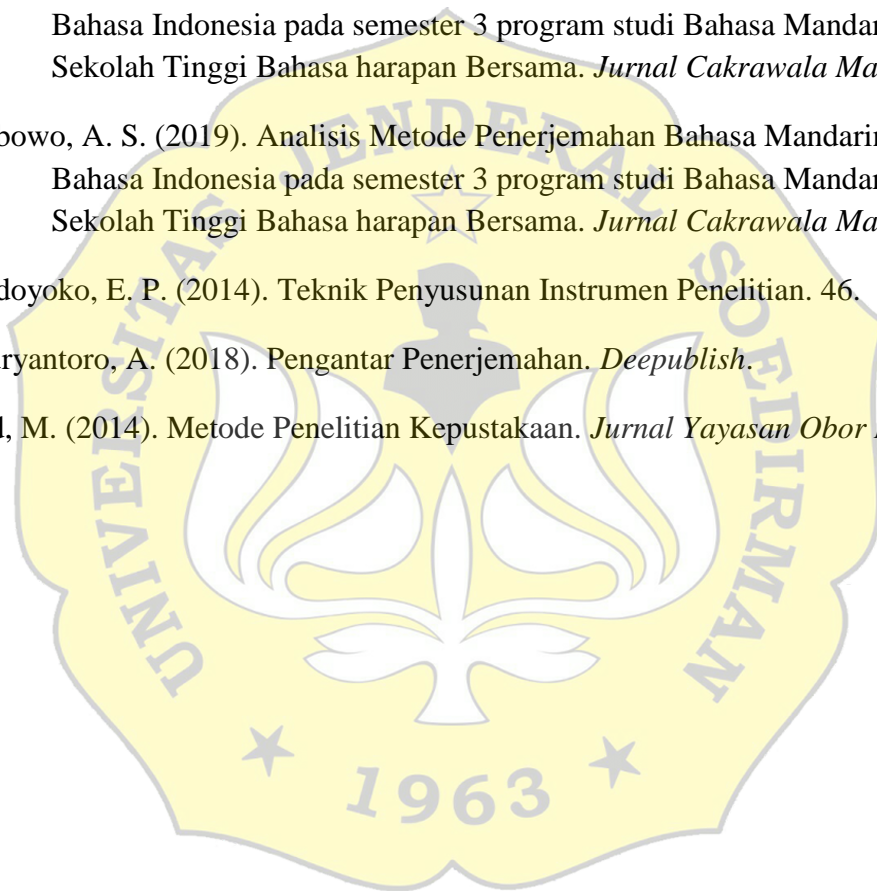 Bahasa Indonesia pada semester 3 program studi Bahasa Mandar
Sekolah Tinggi Bahasa harapan Bersama. Jurnal Cakrawala Ma
bowo, A. S. (2019). Analisis Metode Penerjemahan Bahasa Mandarin
Bahasa Indonesia pada semester 3 program studi Bahasa Mandar
Sekolah Tinggi Bahasa harapan Bersama. Jurnal Cakrawala Ma
doyoko, E. P. (2014). Teknik Penyusunan Instrumen Penelitian. 46.
ryantoro, A. (2018). Pengantar Penerjemahan. Deepublish.
, M. (2014). Metode Penelitian Kepustakaan. Jurnal Yayasan Obor
UNIVERSITAS JENDERAL SOEDIRMAN
1963